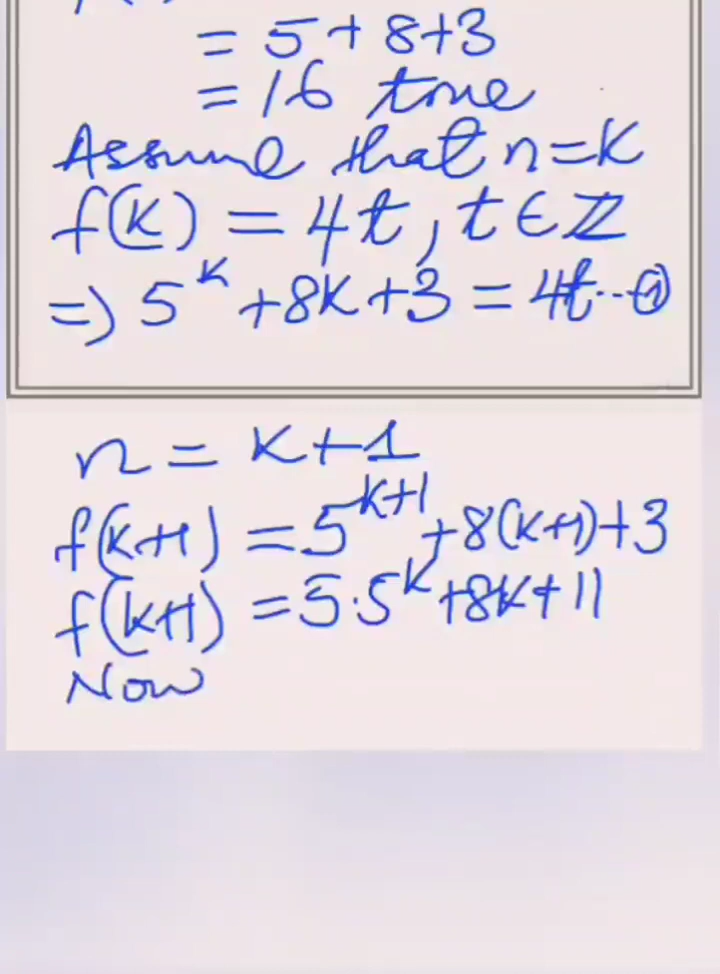 = 5 + 8 + 3
= 16 true
Assume that n = K
f(k) = 4t, t ∈ ℤ
⇒ 5^k + 8K + 3 = 4t --①
n = K+1
f(k+1) = 5^k+1 + 8(k+1) + 3
f(k+1) = 5.5^k + 8k + 11
Now